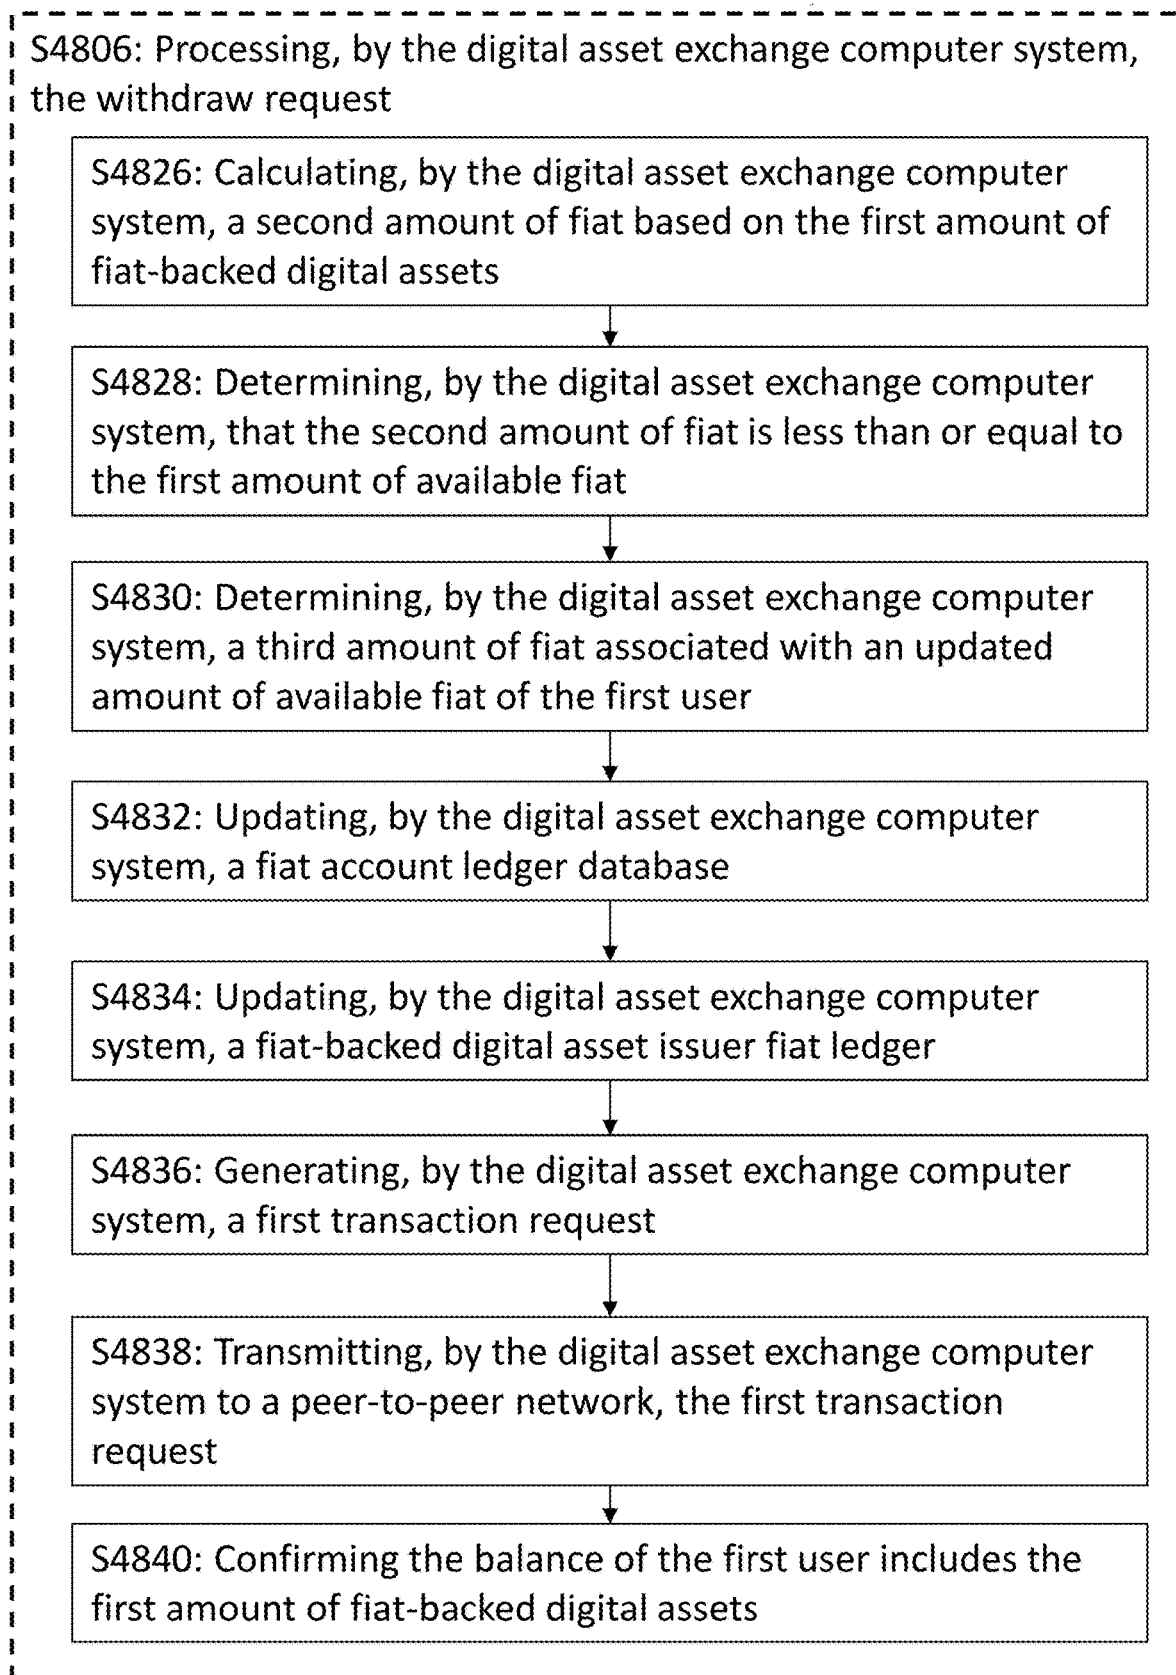 S4806: Processing, by the digital asset exchange computer system,
the withdraw request
S4826: Calculating, by the digital asset exchange computer
system, a second amount of fiat based on the first amount of
fiat-backed digital assets
S4828: Determining, by the digital asset exchange computer
system, that the second amount of fiat is less than or equal to
the first amount of available fiat
S4830: Determining, by the digital asset exchange computer
system, a third amount of fiat associated with an updated
amount of available fiat of the first user
S4832: Updating, by the digital asset exchange computer
system, a fiat account ledger database
S4834: Updating, by the digital asset exchange computer
system, a fiat-backed digital asset issuer fiat ledger
S4836: Generating, by the digital asset exchange computer
system, a first transaction request
S4838: Transmitting, by the digital asset exchange computer
system to a peer-to-peer network, the first transaction
request
S4840: Confirming the balance of the first user includes the
first amount of fiat-backed digital assets